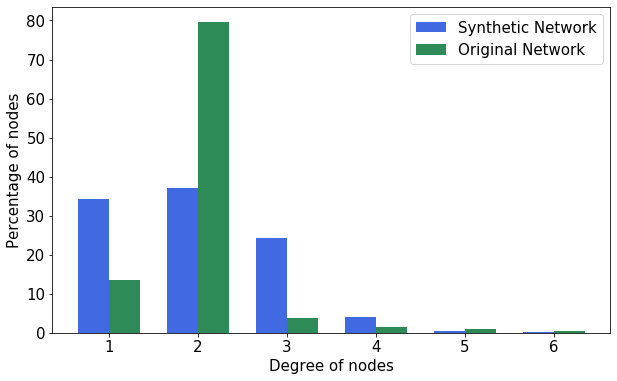 80
70
60
50
40
30
20
10
0
Percentage of nodes
Synthetic Network
Original Network
1 2 3 4 5 6
Degree of nodes